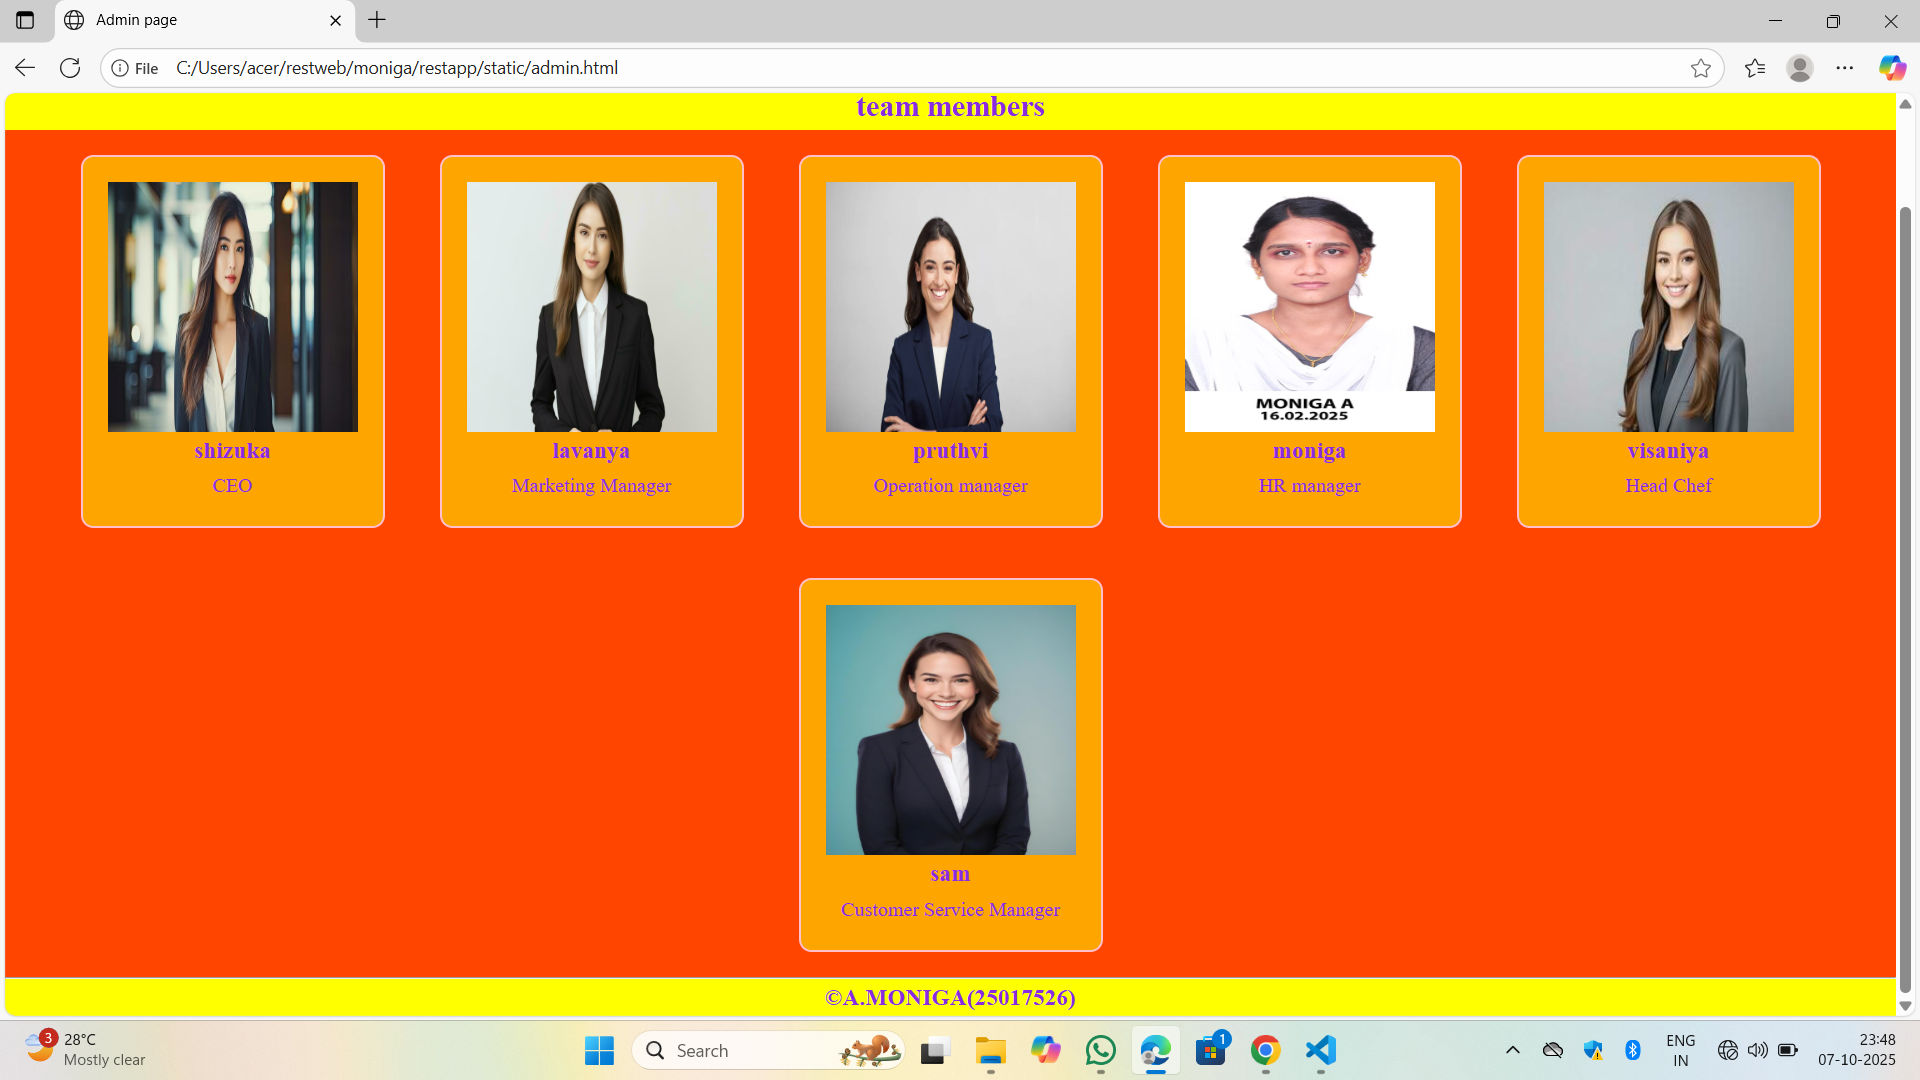 Admin page
File
C:/Users/acer/restweb/moniga/restapp/static/admin.html
team members
shizuka
CEO
lavanya
Marketing Manager
pruthvi
Operation manager
MONIGA A
16.02.2025
moniga
HR manager
visaniya
Head Chef
sam
Customer Service Manager
©A.MONIGA(25017526)
3
28°C
Mostly clear
Search
1
ENG
IN
23:48
07-10-2025